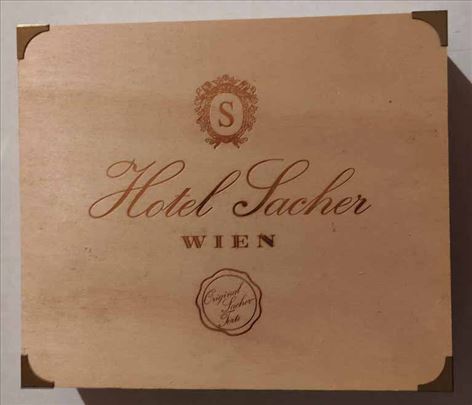 S
Hotel Sacher
WIEN
Original
Sacher-
Torte